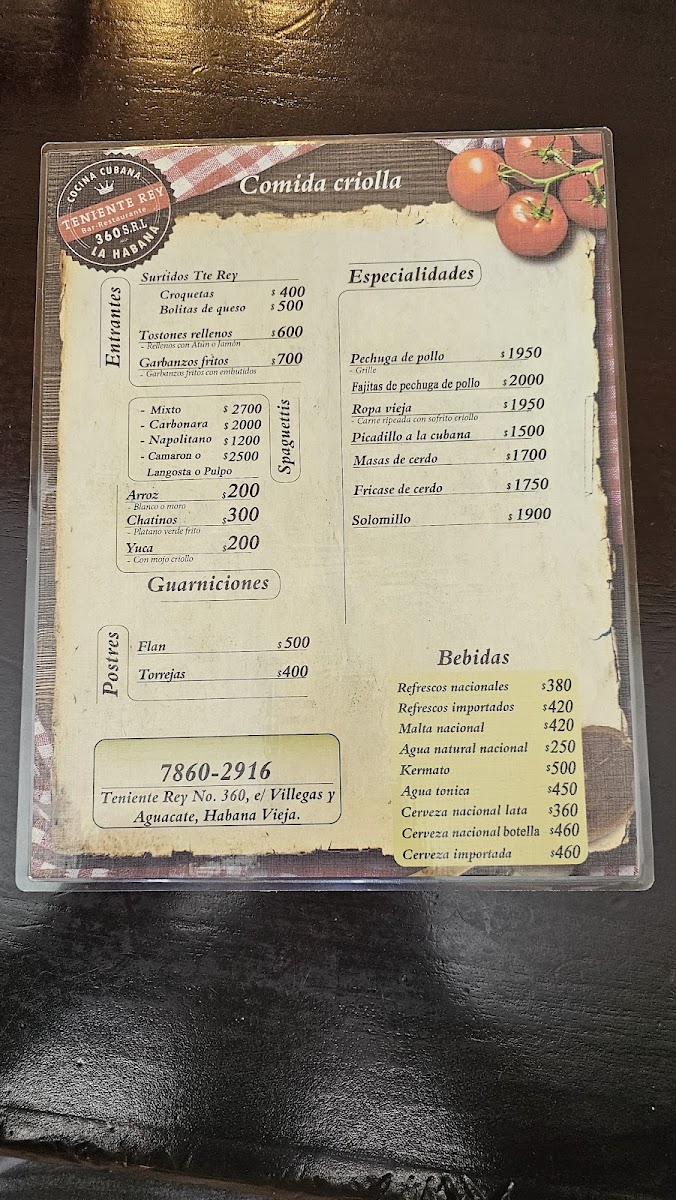 COCINA CUBANA
TENIENTE REY
Bar-Restaurante
360 S.R.L
LA HABANA
Comida criolla
Entrantes
Surtidos Tte Rey
Croquetas $ 400
Bolitas de queso $ 500
Tostones rellenos $600
- Rellenos con Atún o Jamón
Garbanzos fritos $700
- Garbanzos fritos con embutidos
Spaguettis
- Mixto $ 2700
- Carbonara $ 2000
- Napolitano $ 1200
- Camaron o $2500
Langosta o Pulpo
Arroz $200
- Blanco o moro
Chatinos $300
- Platano verde frito
Yuca $200
- Con mojo criollo
Guarniciones
Postres
Flan $500
Torrejas $400
7860-2916
Teniente Rey No. 360, e/ Villegas y
Aguacate, Habana Vieja.
Especialidades
Pechuga de pollo $ 1950
- Grille
Fajitas de pechuga de pollo $ 2000
Ropa vieja $ 1950
- Carne ripeada con sofrito criollo
Picadillo a la cubana $ 1500
Masas de cerdo $1700
Fricase de cerdo $ 1750
Solomillo $ 1900
Bebidas
Refrescos nacionales $380
Refrescos importados $420
Malta nacional $420
Agua natural nacional $250
Kermato $500
Agua tonica $450
Cerveza nacional lata $360
Cerveza nacional botella $460
Cerveza importada $460